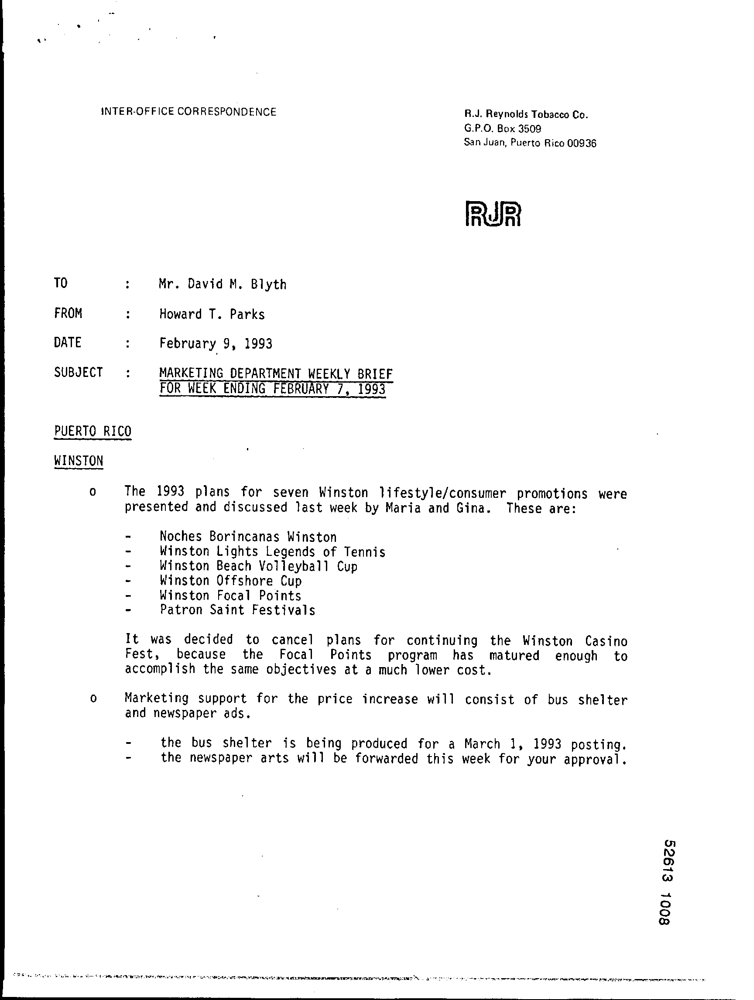 INTER-OFFICE CORRESPONDENCE
R.J. Reynolds Tobacco Co.
G.P.O. Box 3509
San Juan, Puerto Rico 00936
RJR
TO : Mr. David M. Blyth
FROM : Howard T. Parks
DATE : February 9, 1993
SUBJECT : MARKETING DEPARTMENT WEEKLY BRIEF
FOR WEEK ENDING FEBRUARY 7, 1993
PUERTO RICO
WINSTON
o The 1993 plans for seven Winston lifestyle/consumer promotions were
presented and discussed last week by Maria and Gina. These are:
- Noches Borincanas Winston
- Winston Lights Legends of Tennis
- Winston Beach Volleyball Cup
- Winston Offshore Cup
- Winston Focal Points
- Patron Saint Festivals
It was decided to cancel plans for continuing the Winston Casino
Fest, because the Focal Points program has matured enough to
accomplish the same objectives at a much lower cost.
o Marketing support for the price increase will consist of bus shelter
and newspaper ads.
- the bus shelter is being produced for a March 1, 1993 posting.
- the newspaper arts will be forwarded this week for your approval.
52613 1008